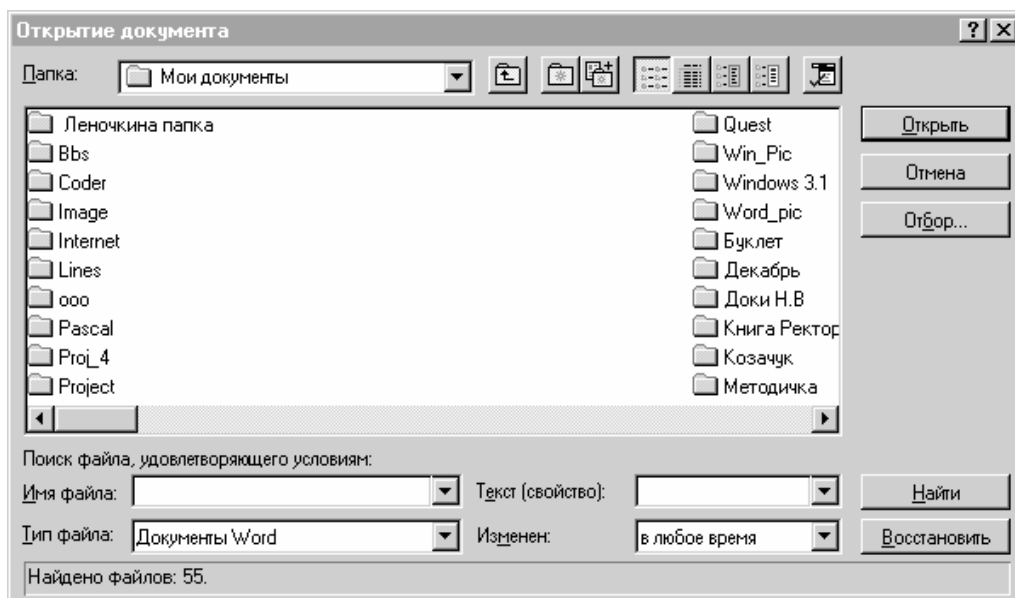 Открытие документа
Папка: Мои документы
Леночкина папка
Bbs
Coder
Image
Internet
Lines
ooo
Pascal
Proj_4
Project
Quest
Win_Pic
Windows 3.1
Word_pic
Буклет
Декабрь
Доки Н.В
Книга Ректор
Козачук
Методичка
Открыть
Отмена
Отбор...
Поиск файла, удовлетворяющего условиям:
Имя файла: Текст (свойство): Найти
Тип файла: Документы Word Изменен: в любое время Восстановить
Найдено файлов: 55.